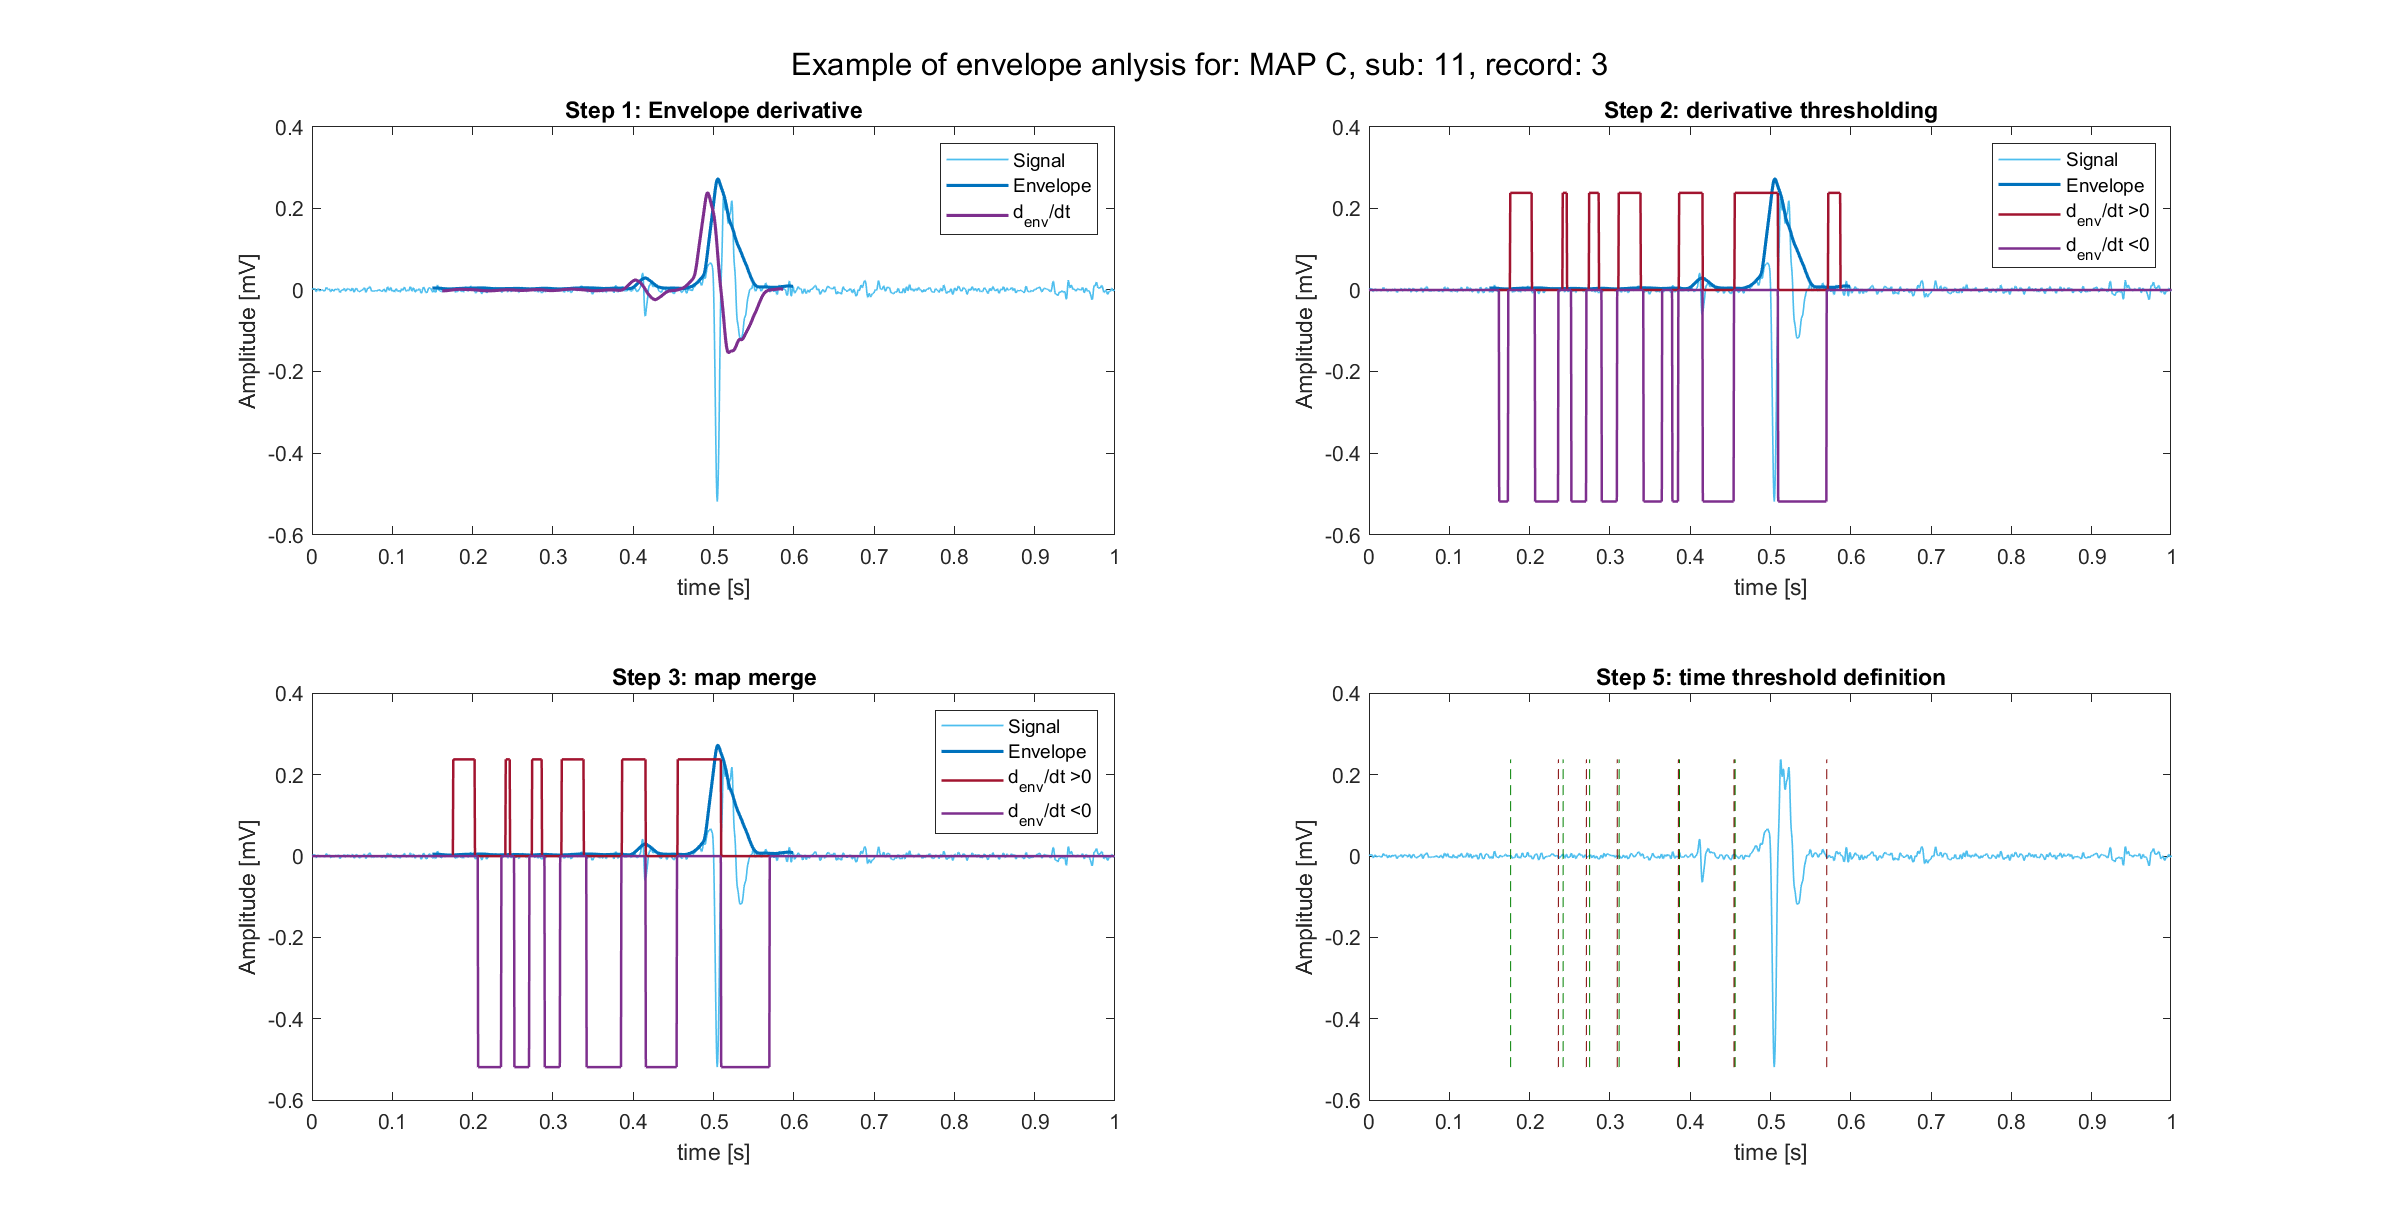 Example of envelope anlysis for: MAP C, sub: 11, record: 3
Step 1: Envelope derivative
0.4
0.2
0
-0.2
-0.4
-0.6
Amplitude [mV]
0 0.1 0.2 0.3 0.4 0.5 0.6 0.7 0.8 0.9 1
time [s]
Signal
Envelope
d_env/dt
Step 2: derivative thresholding
0.4
0.2
0
-0.2
-0.4
-0.6
Amplitude [mV]
0 0.1 0.2 0.3 0.4 0.5 0.6 0.7 0.8 0.9 1
time [s]
Signal
Envelope
d_env/dt >0
d_env/dt <0
Step 3: map merge
0.4
0.2
0
-0.2
-0.4
-0.6
Amplitude [mV]
0 0.1 0.2 0.3 0.4 0.5 0.6 0.7 0.8 0.9 1
time [s]
Signal
Envelope
d_env/dt >0
d_env/dt <0
Step 5: time threshold definition
0.4
0.2
0
-0.2
-0.4
-0.6
Amplitude [mV]
0 0.1 0.2 0.3 0.4 0.5 0.6 0.7 0.8 0.9 1
time [s]